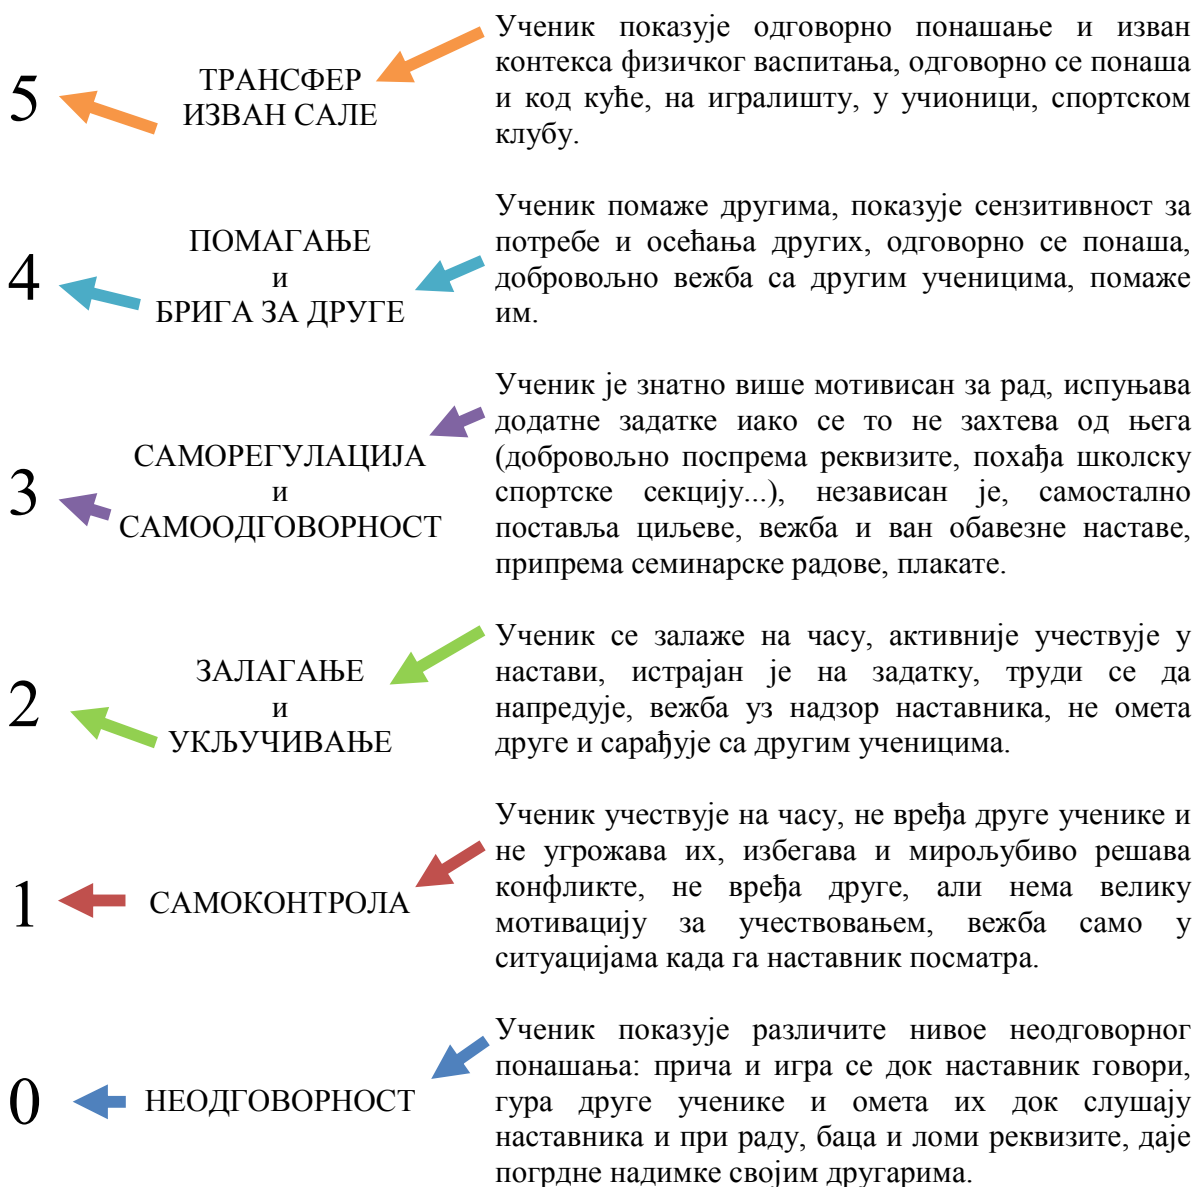 5
ТРАНСФЕР
ИЗВАН САЛЕ
Ученик показује одговорно понашање и изван
контекса физичког васпитања, одговорно се понаша
и код куће, на игралишту, у учионици, спортском
клубу.
4
ПОМАГАЊЕ
и
БРИГА ЗА ДРУГЕ
Ученик помаже другима, показује сензитивност за
потребе и осећања других, одговорно се понаша,
добровољно вежба са другим ученицима, помаже
им.
3
САМОРЕГУЛАЦИЈА
и
САМООДГОВОРНОСТ
Ученик је знатно више мотивисан за рад, испуњава
додатне задатке иако се то не захтева од њега
(добровољно поспрема реквизите, похађа школску
спортске секцију...), независан је, самостално
поставља циљеве, вежба и ван обавезне наставе,
припрема семинарске радове, плакате.
2
ЗАЛАГАЊЕ
и
УКЉУЧИВАЊЕ
Ученик се залаже на часу, активније учествује у
настави, истрајан је на задатку, труди се да
напредује, вежба уз надзор наставника, не омета
друге и сарађује са другим ученицима.
1
САМОКОНТРОЛА
Ученик учествује на часу, не вређа друге ученике и
не угрожава их, избегава и мирољубиво решава
конфликте, не вређа друге, али нема велику
мотивацију за учествовањем, вежба само у
ситуацијама када га наставник посматра.
0
НЕОДГОВОРНОСТ
Ученик показује различите нивое неодговорног
понашања: прича и игра се док наставник говори,
гура друге ученике и омета их док слушају
наставника и при раду, баца и ломи реквизите, даје
погрдне надимке својим другарима.